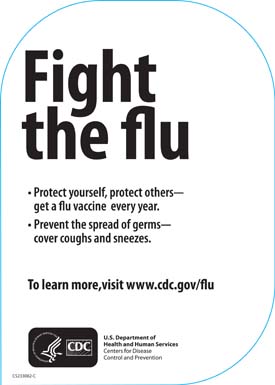 Fight
the flu
• Protect yourself, protect others—
get a flu vaccine every year.
• Prevent the spread of germs—
cover coughs and sneezes.
To learn more,visit www.cdc.gov/flu
CDC
U.S. Department of
Health and Human Services
Centers for Disease
Control and Prevention
CS233062-C